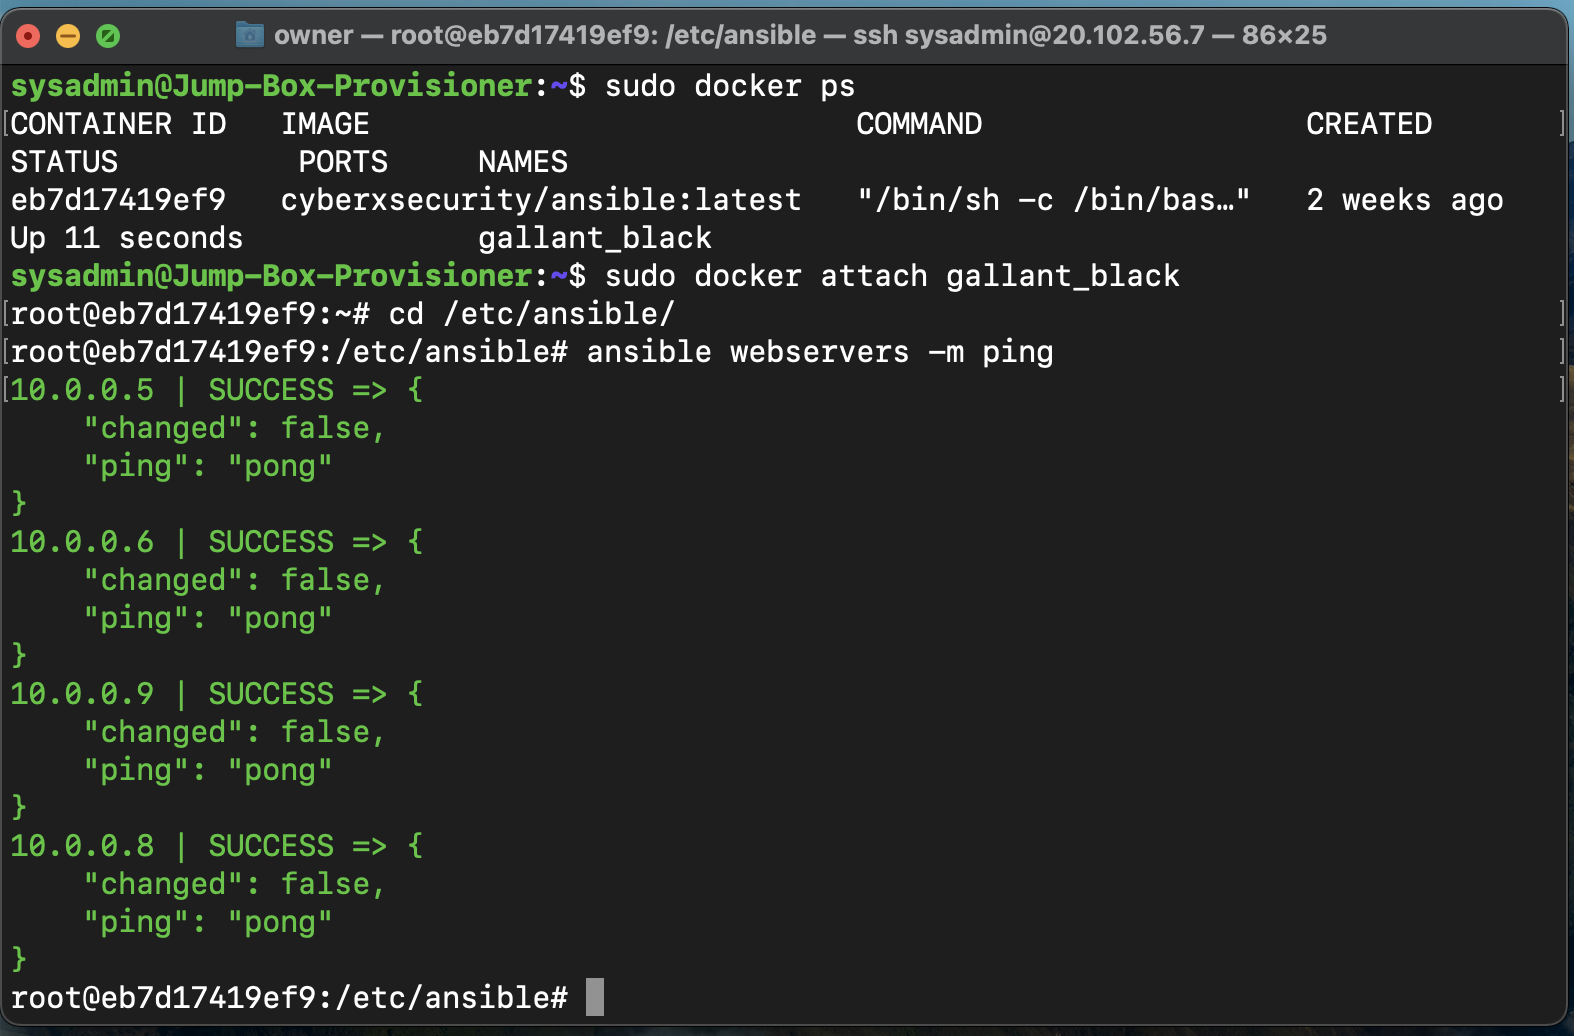 owner — root@eb7d17419ef9: /etc/ansible — ssh sysadmin@20.102.56.7 — 86×25
sysadmin@Jump-Box-Provisioner:~$ sudo docker ps
[CONTAINER ID   IMAGE                           COMMAND                  CREATED       ]
STATUS          PORTS     NAMES
eb7d17419ef9   cyberxsecurity/ansible:latest   "/bin/sh -c /bin/bas…"   2 weeks ago
Up 11 seconds             gallant_black
sysadmin@Jump-Box-Provisioner:~$ sudo docker attach gallant_black
[root@eb7d17419ef9:~# cd /etc/ansible/ ]
[root@eb7d17419ef9:/etc/ansible# ansible webservers -m ping ]
[10.0.0.5 | SUCCESS => { ]
    "changed": false,
    "ping": "pong"
}
10.0.0.6 | SUCCESS => {
    "changed": false,
    "ping": "pong"
}
10.0.0.9 | SUCCESS => {
    "changed": false,
    "ping": "pong"
}
10.0.0.8 | SUCCESS => {
    "changed": false,
    "ping": "pong"
}
root@eb7d17419ef9:/etc/ansible#